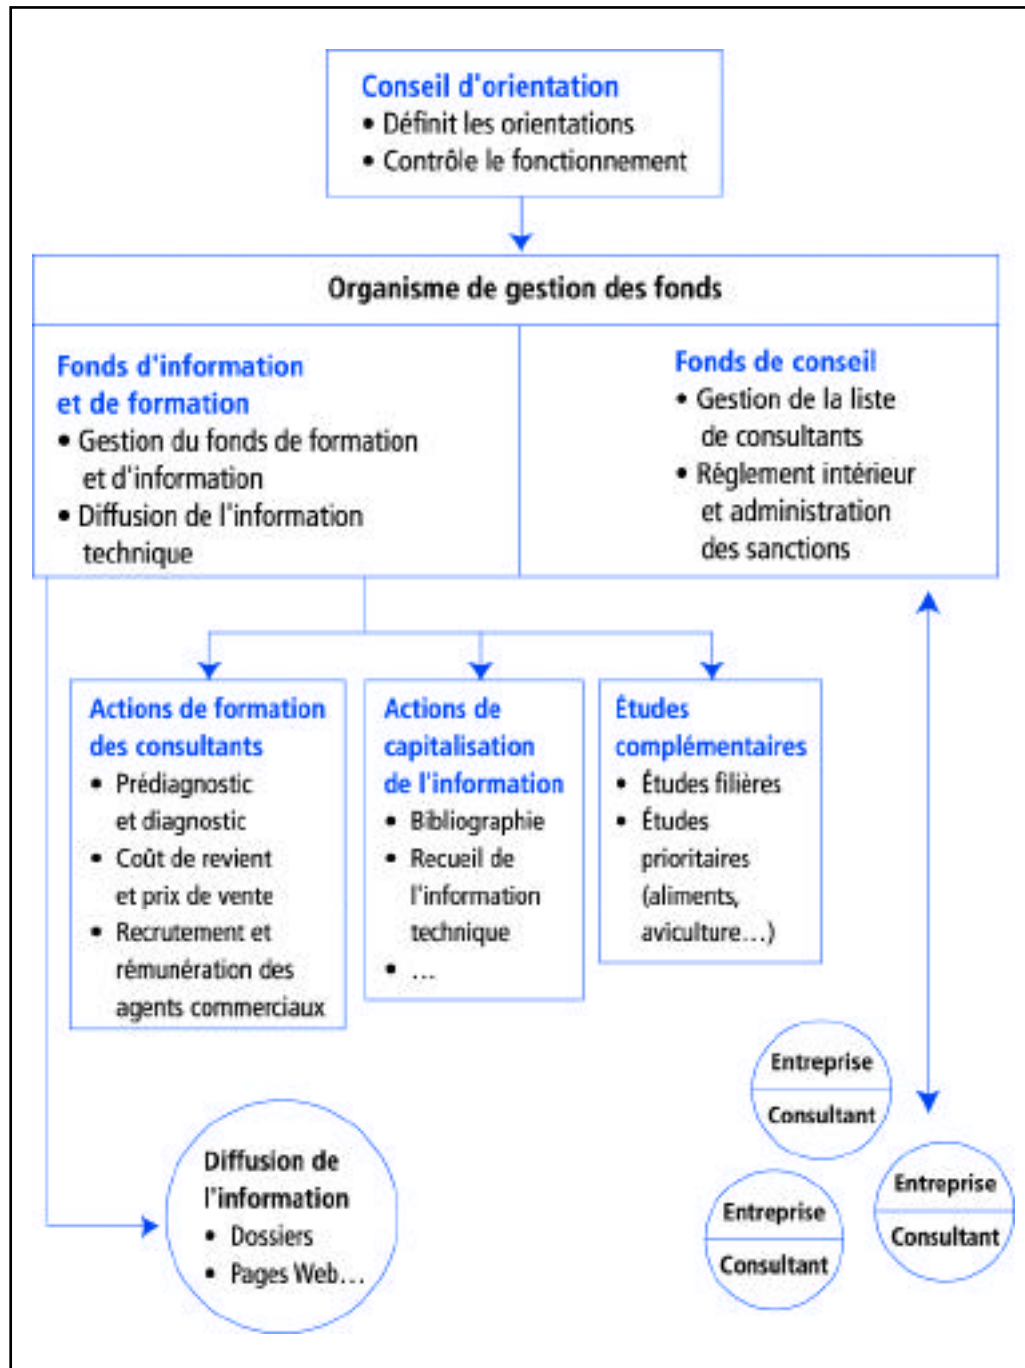 Conseil d'orientation
• Définit les orientations
• Contrôle le fonctionnement
Organisme de gestion des fonds
Fonds d'information
et de formation
• Gestion du fonds de formation
et d'information
• Diffusion de l'information
technique
Fonds de conseil
• Gestion de la liste
de consultants
• Réglement intérieur
et administration
des sanctions
Actions de formation
des consultants
• Prédiagnostic
et diagnostic
• Coût de revient
et prix de vente
• Recrutement et
rémunération des
agents commerciaux
Actions de
capitalisation
de l'information
• Bibliographie
• Recueil de
l'information
technique
• ...
Études
complémentaires
• Études filières
• Études
prioritaires
(aliments,
aviculture...)
Diffusion de
l'information
• Dossiers
• Pages Web...
Entreprise
Consultant
Entreprise
Consultant
Entreprise
Consultant